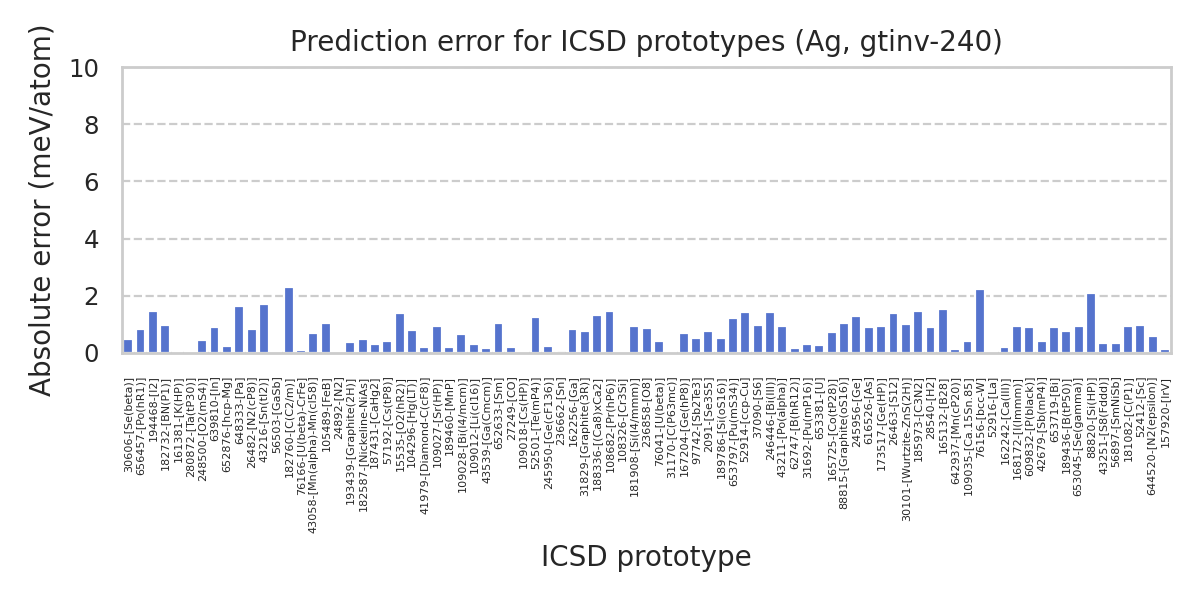 Prediction error for ICSD prototypes (Ag, gtinv-240)
Absolute error (meV/atom)
10
8
6
4
2
0
30606-[Se(beta)]
656457-[Po(hR1)]
194468-[I2]
182732-[BN(P1)]
161381-[K(HP)]
280872-[Ta(tP30)]
248500-[O2(mS4)]
639810-[In]
652876-[hcp-Mg]
648333-[Pa]
26482-[N2(cP8)]
43216-[Sn(tI2)]
56503-[GaSb]
182760-[C(C2/m)]
76166-[U(beta)-CrFe]
43058-[Mn(alpha)-Mn(cI58)]
105489-[FeB]
24892-[N2]
193439-[Graphite(2H)]
182587-[Nickeline-NiAs]
187431-[CaHg2]
57192-[Cs(tP8)]
15535-[O2(hR2)]
104296-[Hg(LT)]
41979-[Diamond-C(cF8)]
109027-[Sr(HP)]
189460-[MnP]
109028-[Bi(I4/mcm)]
109012-[Li(cI16)]
43539-[Ga(Cmcm)]
652633-[Sm]
27249-[CO]
109018-[Cs(HP)]
52501-[Te(mP4)]
245950-[Ge(cF136)]
236662-[Sn]
162256-[Ga]
31829-[Graphite(3R)]
188336-[(Ca8)xCa2]
108682-[Pr(hP6)]
108326-[Cr3Si]
181908-[Si(I4/mmm)]
236858-[O8]
76041-[U(beta)]
31170-[C(P63mc)]
167204-[Ge(hP8)]
97742-[Sb2Te3]
2091-[Se3S5]
189786-[Si(oS16)]
653797-[Pu(mS34)]
52914-[ccp-Cu]
37090-[S6]
246446-[Bi(III)]
43211-[Po(alpha)]
62747-[B(hR12)]
31692-[Pu(mP16)]
653381-[U]
165725-[Co(tP28)]
88815-[Graphite(oS16)]
245956-[Ge]
51626-[As]
173517-[Ge(HP)]
26463-[S12]
30101-[Wurtzite-ZnS(2H)]
185973-[C3N2]
28540-[H2]
165132-[B28]
642937-[Mn(cP20)]
109035-[Ca.15Sn.85]
76156-[bcc-W]
52916-[La]
162242-[Ca(III)]
168172-[I(Immm)]
609832-[P(black)]
42679-[Sb(mP4)]
653719-[Bi]
189436-[B(tP50)]
653045-[Se(gamma)]
88820-[Si(HP)]
43251-[S8(Fddd)]
56897-[SmNiSb]
181082-[C(P1)]
52412-[Sc]
644520-[N2(epsilon)]
157920-[IrV]
ICSD prototype